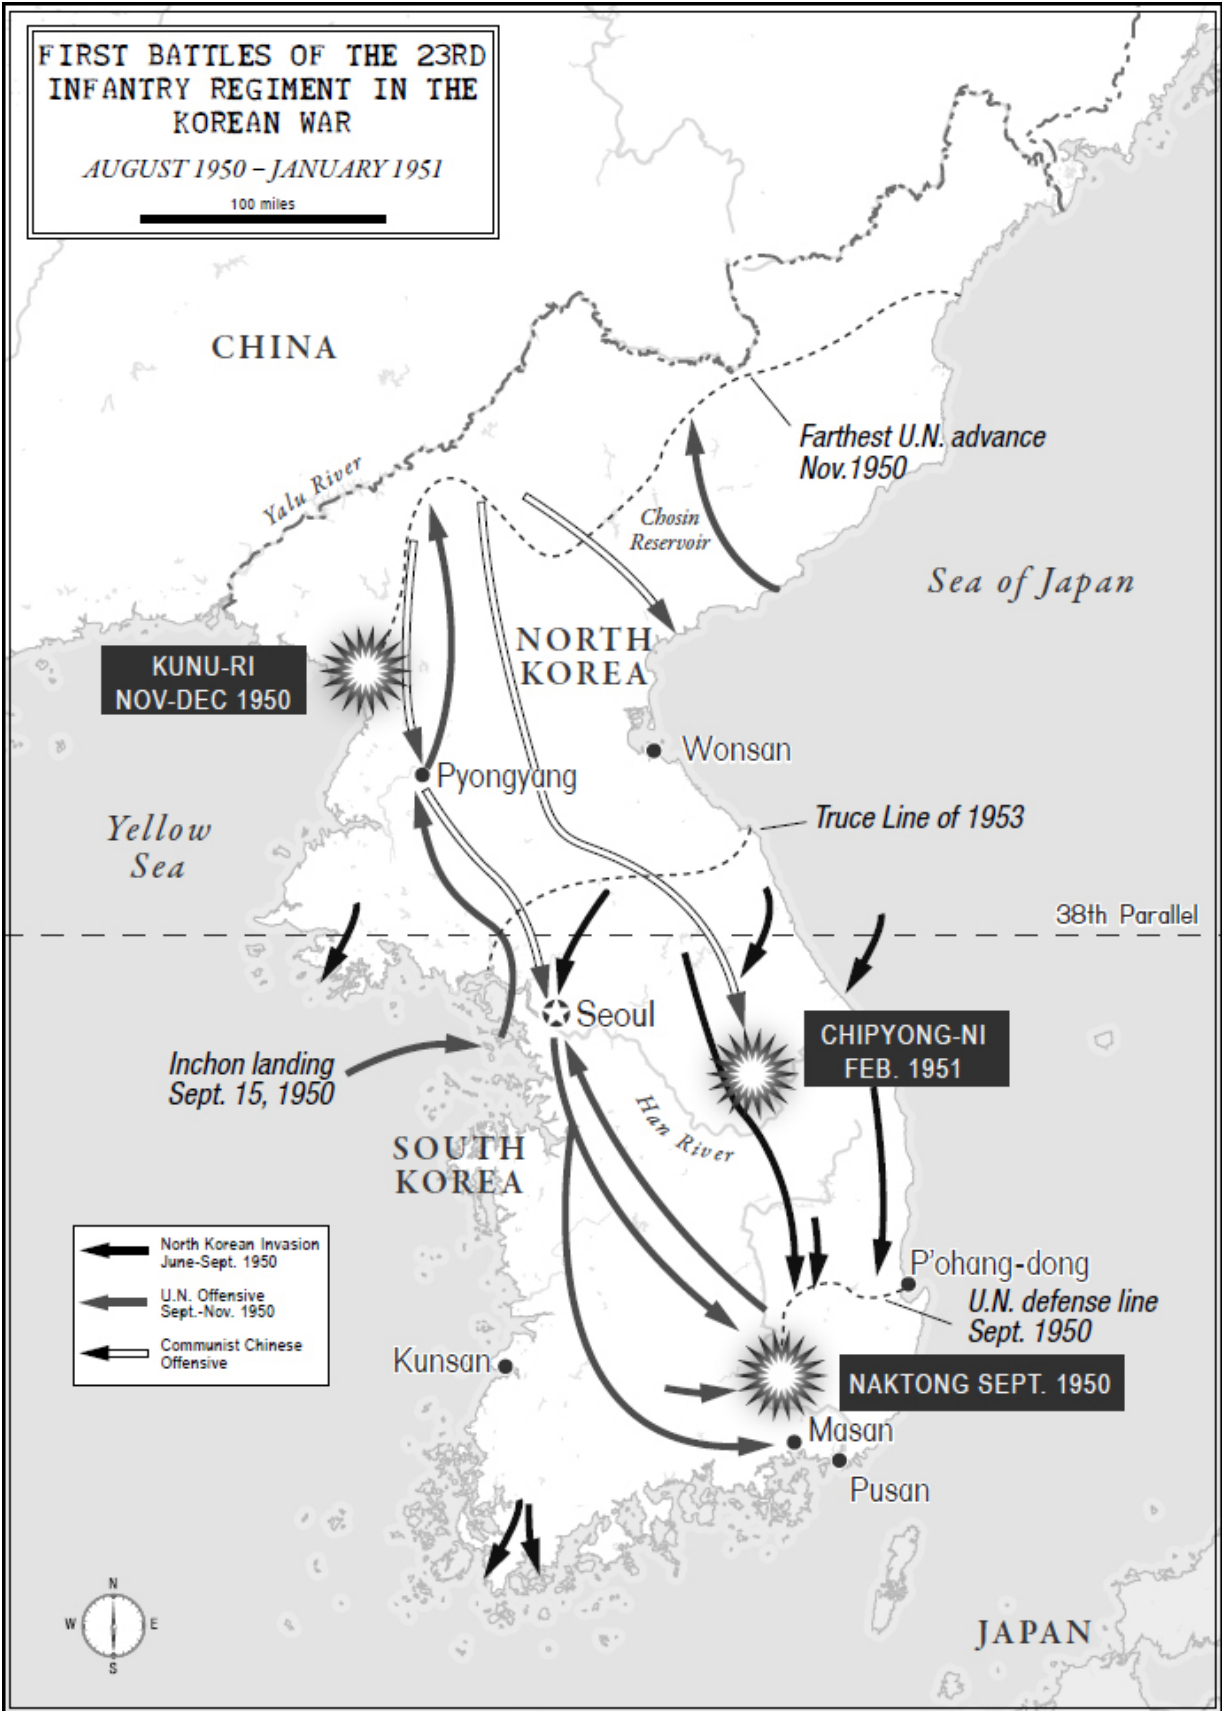 FIRST BATTLES OF THE 23RD
INFANTRY REGIMENT IN THE
KOREAN WAR
AUGUST 1950 – JANUARY 1951
100 miles
CHINA
Yalu River
Farthest U.N. advance
Nov.1950
Chosin
Reservoir
Sea of Japan
NORTH
KOREA
KUNU-RI
NOV-DEC 1950
Wonsan
Pyongyang
Yellow
Sea
Truce Line of 1953
38th Parallel
Seoul
CHIPYONG-NI
FEB. 1951
Inchon landing
Sept. 15, 1950
Han River
SOUTH
KOREA
North Korean Invasion
June-Sept. 1950
U.N. Offensive
Sept.-Nov. 1950
Communist Chinese
Offensive
P'ohang-dong
U.N. defense line
Sept. 1950
Kunsan
NAKTONG SEPT. 1950
Masan
Pusan
N
W
E
S
JAPAN